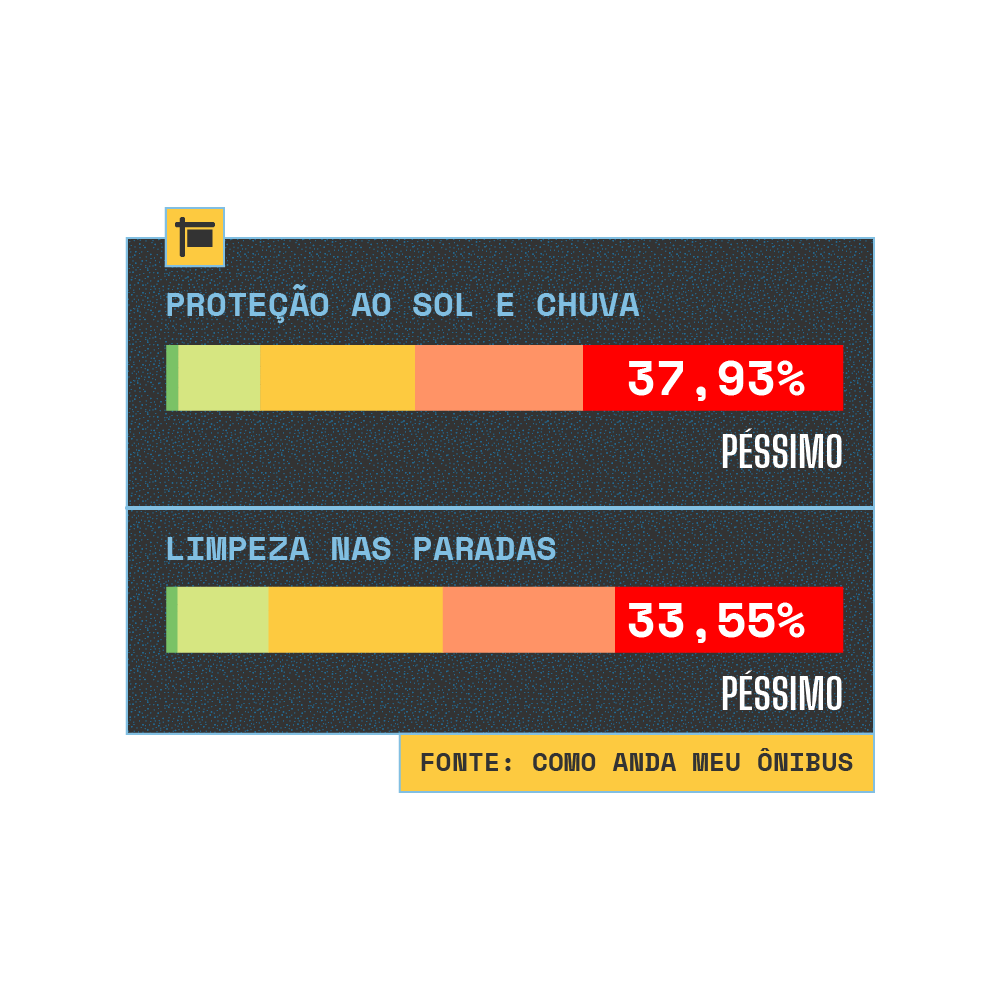 PROTEÇÃO AO SOL E CHUVA
37,93%
PÉSSIMO
LIMPEZA NAS PARADAS
33,55%
PÉSSIMO
FONTE: COMO ANDA MEU ÔNIBUS